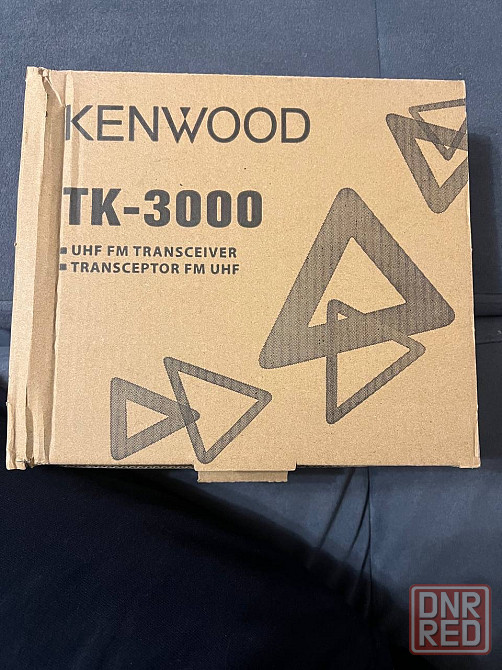 KENWOOD
TK-3000
▪ UHF FM TRANSCEIVER
▪ TRANSCEPTOR FM UHF
DNR
RED